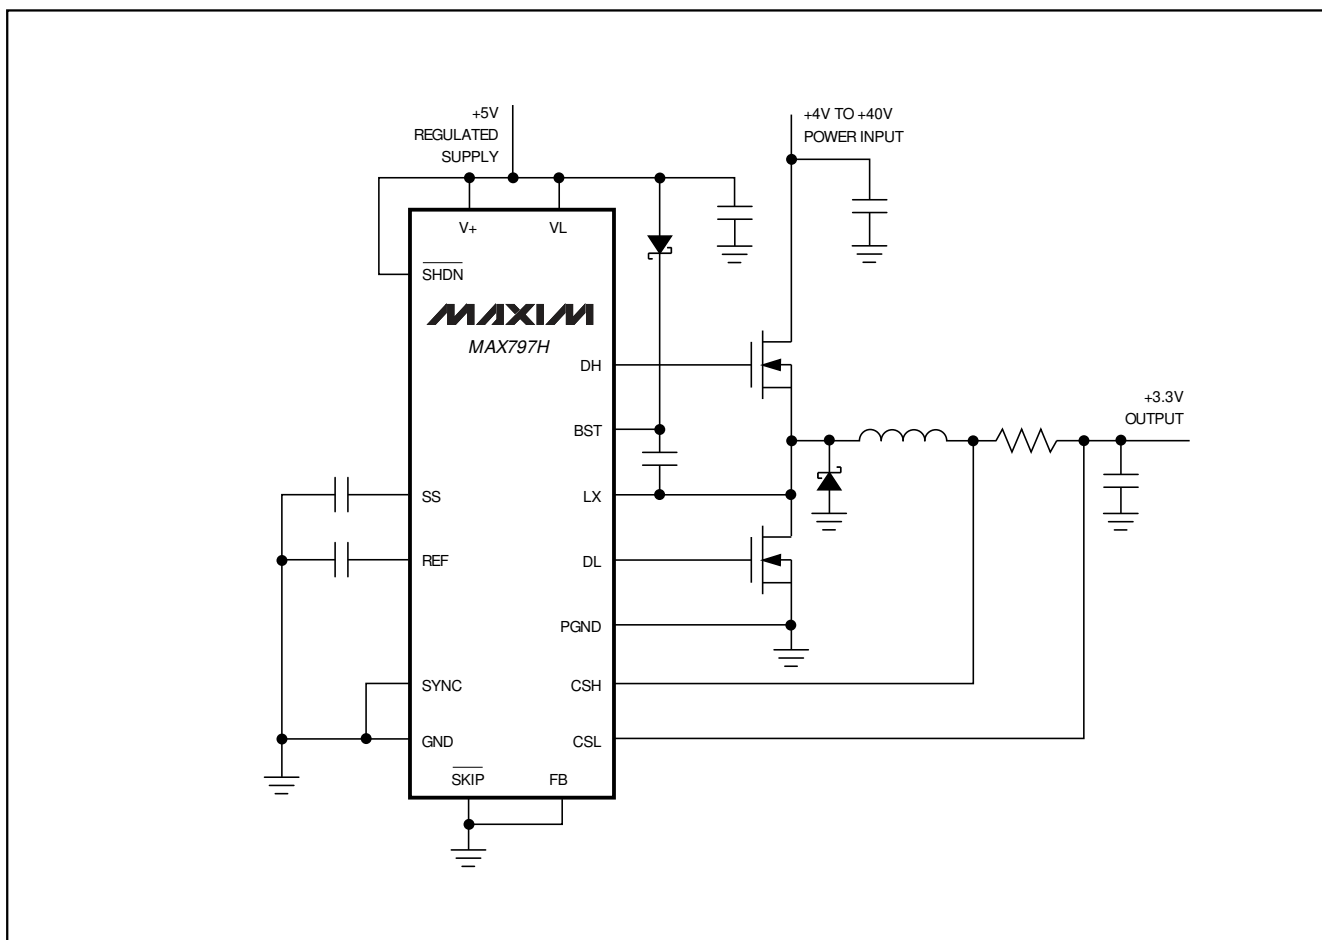 +5V
REGULATED
SUPPLY
+4V TO +40V
POWER INPUT
V+
VL
SHDN
MAXIM
MAX797H
DH
BST
+3.3V
OUTPUT
SS
LX
REF
DL
PGND
SYNC
CSH
GND
CSL
SKIP
FB